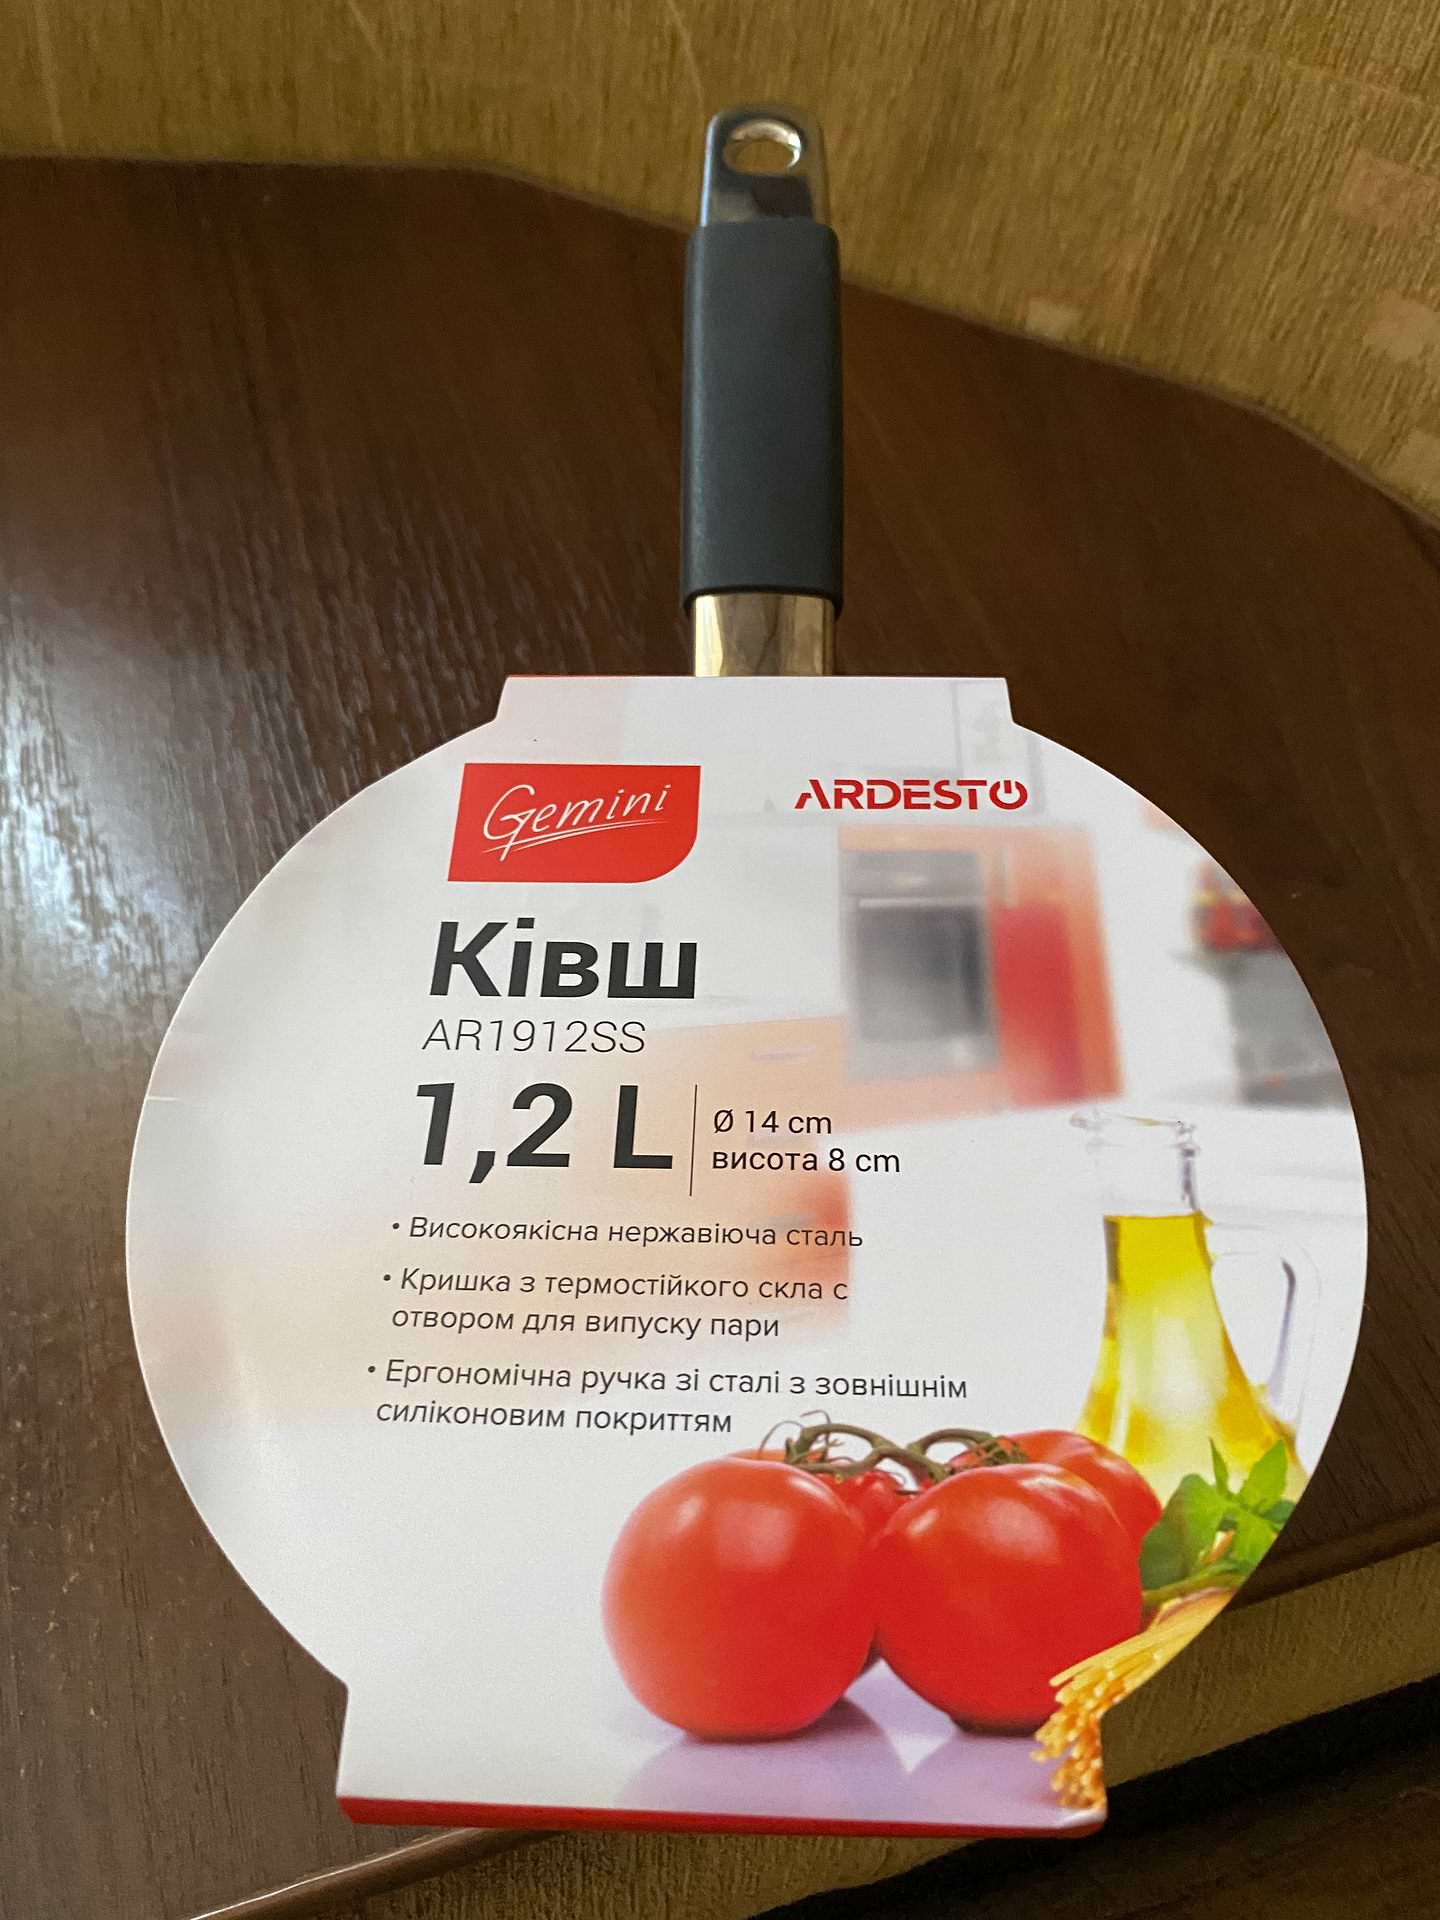 Gemini
ARDESTO
Ківш
AR1912SS
1,2 L
Ø 14 cm
висота 8 cm
• Високоякісна нержавіюча сталь
• Кришка з термостійкого скла с
отвором для випуску пари
• Ергономічна ручка зі сталі з зовнішнім
силіконовим покриттям